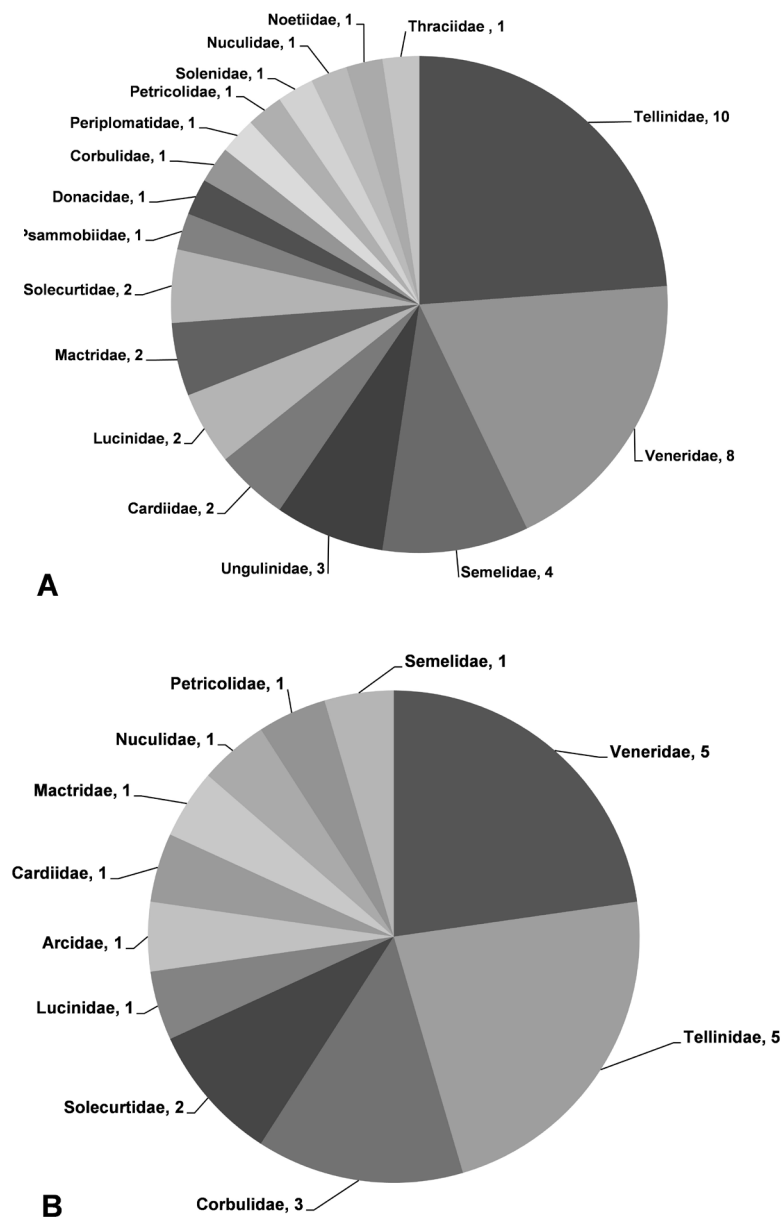 Noetiidae, 1
Thraciidae , 1
Nuculidae, 1
Solenidae, 1
Petricolidae, 1
Tellinidae, 10
Periplomatidae, 1
Corbulidae, 1
Donacidae, 1
Psammobiidae, 1
Solecurtidae, 2
Mactridae, 2
Lucinidae, 2
Veneridae, 8
Cardiidae, 2
Ungulinidae, 3
Semelidae, 4
A
Semelidae, 1
Petricolidae, 1
Nuculidae, 1
Veneridae, 5
Mactridae, 1
Cardiidae, 1
Arcidae, 1
Lucinidae, 1
Tellinidae, 5
Solecurtidae, 2
Corbulidae, 3
B